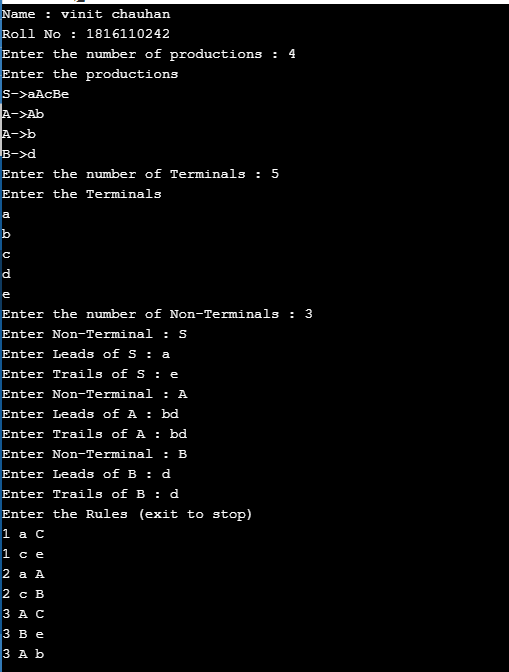 Name : vinit chauhan
Roll No : 1816110242
Enter the number of productions : 4
Enter the productions
S->aAcBe
A->Ab
A->b
B->d
Enter the number of Terminals : 5
Enter the Terminals
a
b
c
d
e
Enter the number of Non-Terminals : 3
Enter Non-Terminal : S
Enter Leads of S : a
Enter Trails of S : e
Enter Non-Terminal : A
Enter Leads of A : bd
Enter Trails of A : bd
Enter Non-Terminal : B
Enter Leads of B : d
Enter Trails of B : d
Enter the Rules (exit to stop)
1 a C
1 c e
2 a A
2 c B
3 A C
3 B e
3 A b